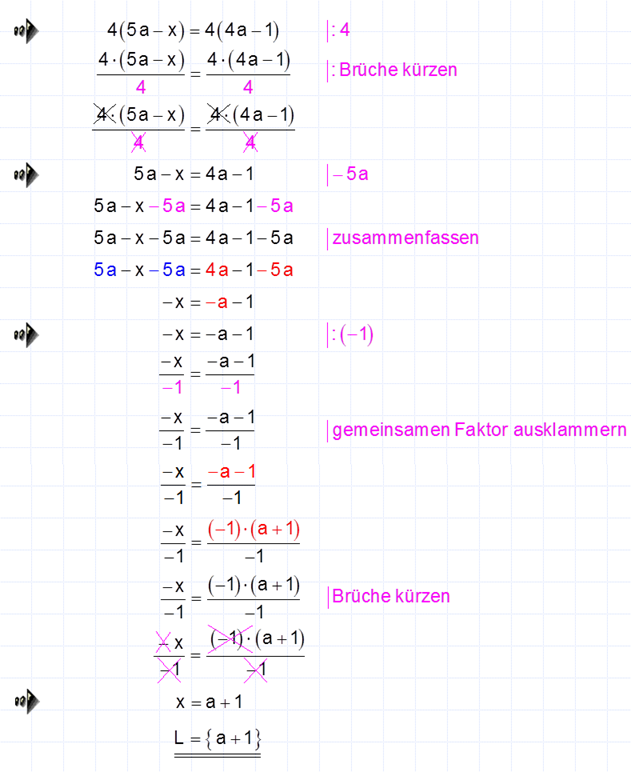 4(5a−x)=4(4a−1) |: 4
4·(5a−x)/4 = 4·(4a−1)/4 |: Brüche kürzen
4·(5a−x)/4 = 4·(4a−1)/4
5a−x=4a−1 |−5a
5a−x−5a=4a−1−5a
5a−x−5a=4a−1−5a |zusammenfassen
5a−x−5a=4a−1−5a
−x=−a−1
−x=−a−1 |:(−1)
−x/−1 = −a−1/−1
−x/−1 = −a−1/−1 |gemeinsamen Faktor ausklammern
−x/−1 = −a−1/−1
−x/−1 = (−1)·(a+1)/−1
−x/−1 = (−1)·(a+1)/−1 |Brüche kürzen
−x/−1 = (−1)·(a+1)/−1
x=a+1
L={a+1}